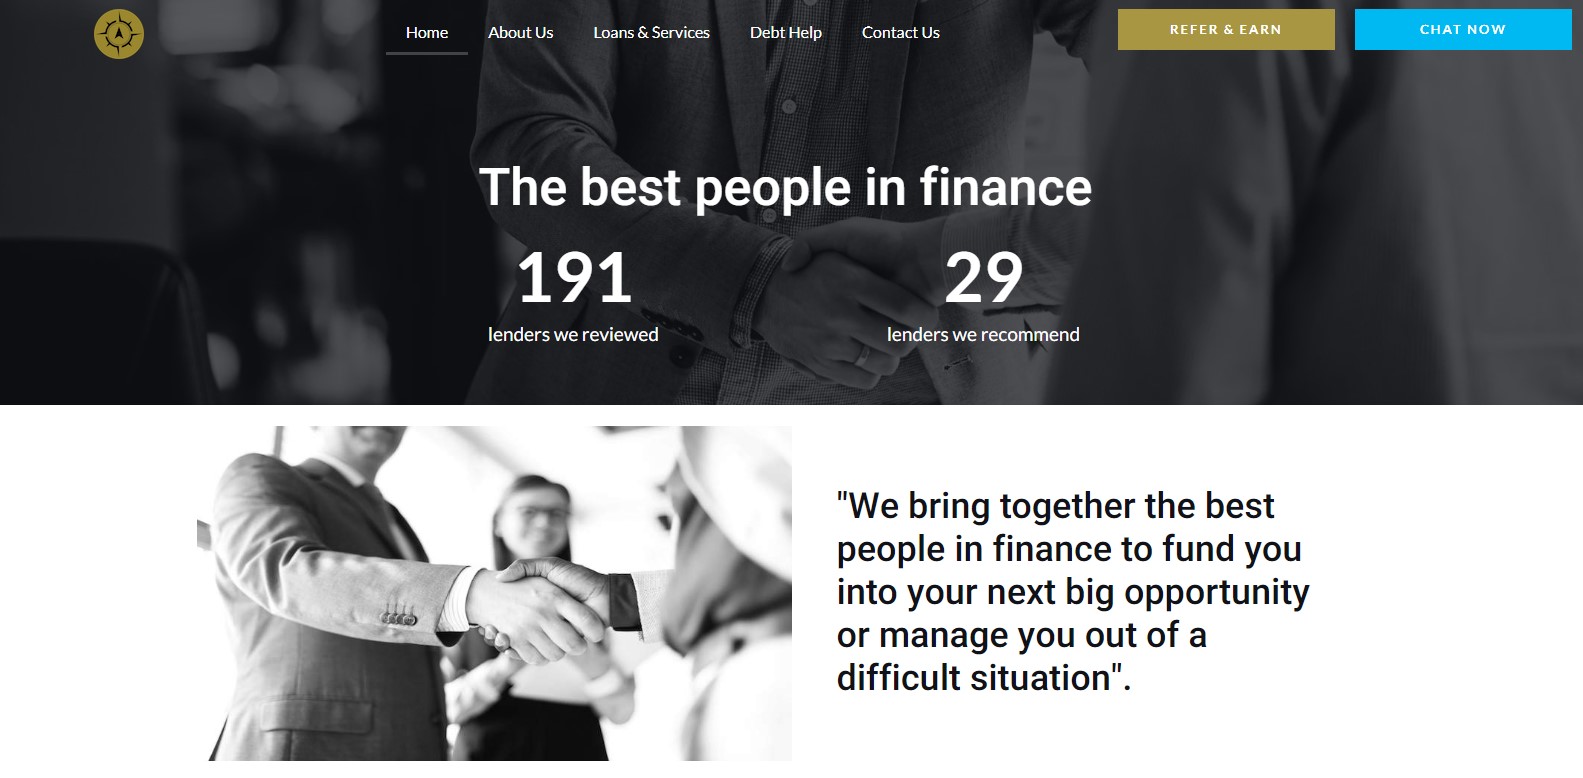 Home About Us Loans & Services Debt Help Contact Us REFER & EARN CHAT NOW
The best people in finance
191 29
lenders we reviewed lenders we recommend
"We bring together the best
people in finance to fund you
into your next big opportunity
or manage you out of a
difficult situation".